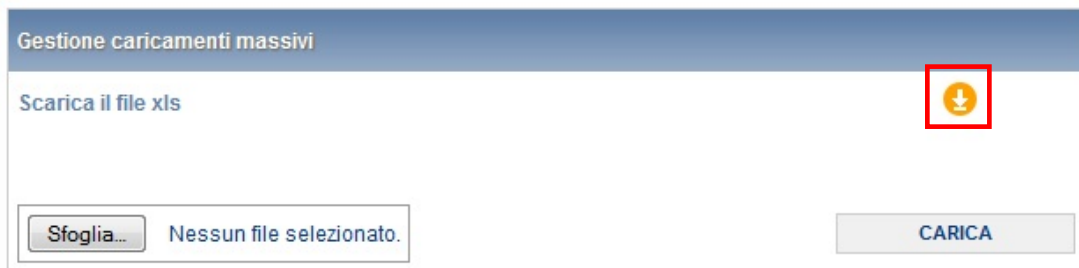 Gestione caricamenti massivi
Scarica il file xls
Sfoglia... Nessun file selezionato. CARICA